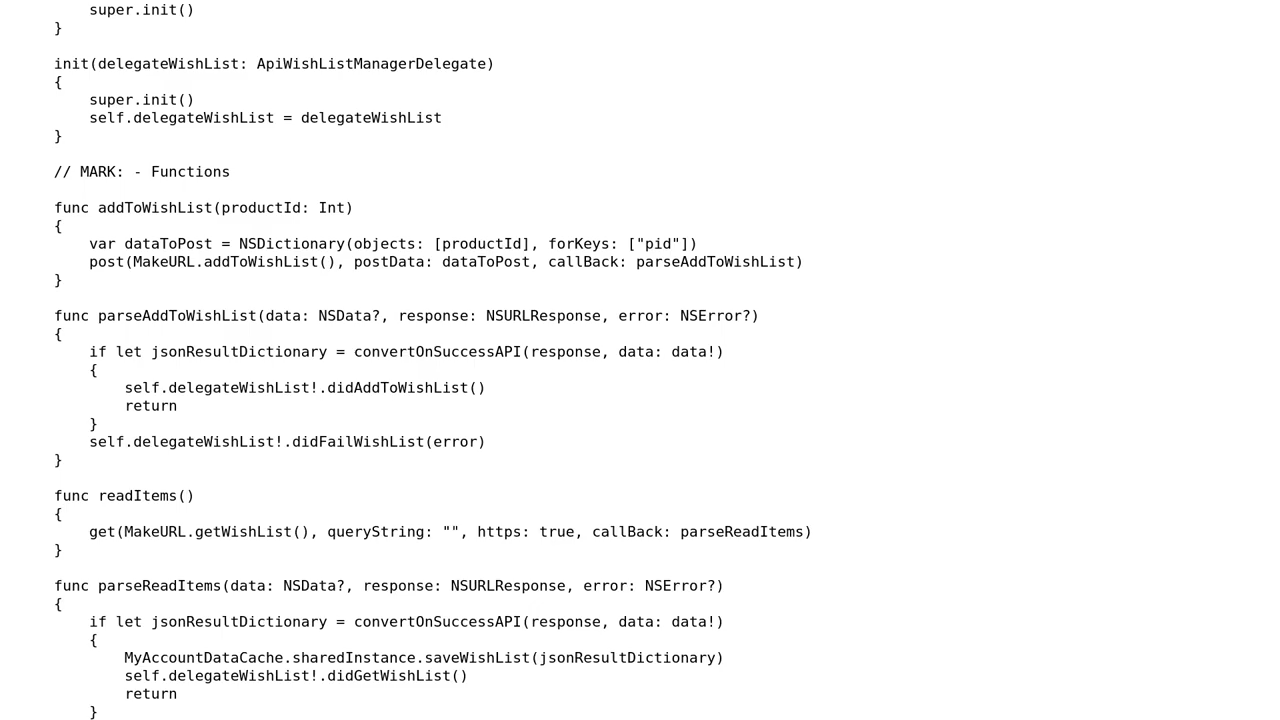 super.init()
}

init(delegateWishList: ApiWishListManagerDelegate)
{
    super.init()
    self.delegateWishList = delegateWishList
}

// MARK: - Functions

func addToWishList(productId: Int)
{
    var dataToPost = NSDictionary(objects: [productId], forKeys: ["pid"])
    post(MakeURL.addToWishList(), postData: dataToPost, callBack: parseAddToWishList)
}

func parseAddToWishList(data: NSData?, response: NSURLResponse, error: NSError?)
{
    if let jsonResultDictionary = convertOnSuccessAPI(response, data: data!)
    {
        self.delegateWishList!.didAddToWishList()
        return
    }
    self.delegateWishList!.didFailWishList(error)
}

func readItems()
{
    get(MakeURL.getWishList(), queryString: "", https: true, callBack: parseReadItems)
}

func parseReadItems(data: NSData?, response: NSURLResponse, error: NSError?)
{
    if let jsonResultDictionary = convertOnSuccessAPI(response, data: data!)
    {
        MyAccountDataCache.sharedInstance.saveWishList(jsonResultDictionary)
        self.delegateWishList!.didGetWishList()
        return
    }